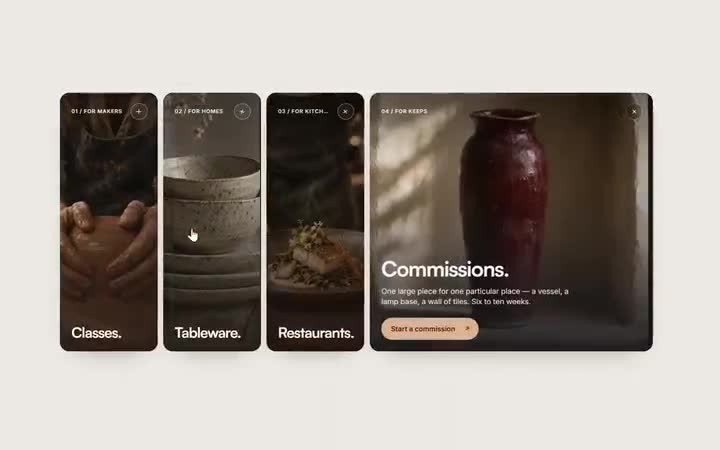 01 / FOR MAKERS
02 / FOR HOMES
03 / FOR KITCH...
04 / FOR KEEPS
Classes.
Tableware.
Restaurants.
Commissions.
One large piece for one particular place — a vessel, a
lamp base, a wall of tiles. Six to ten weeks.
Start a commission